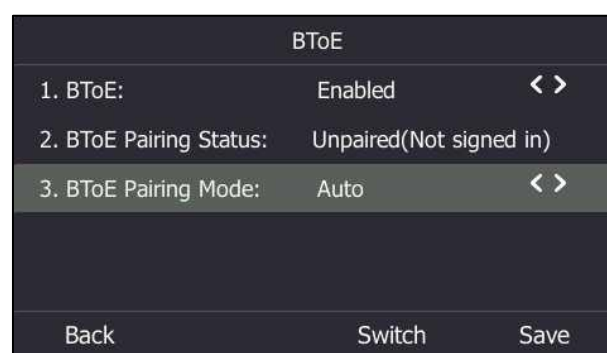 BToE
1. BToE: Enabled < >
2. BToE Pairing Status: Unpaired(Not signed in)
3. BToE Pairing Mode: Auto < >
Back Switch Save